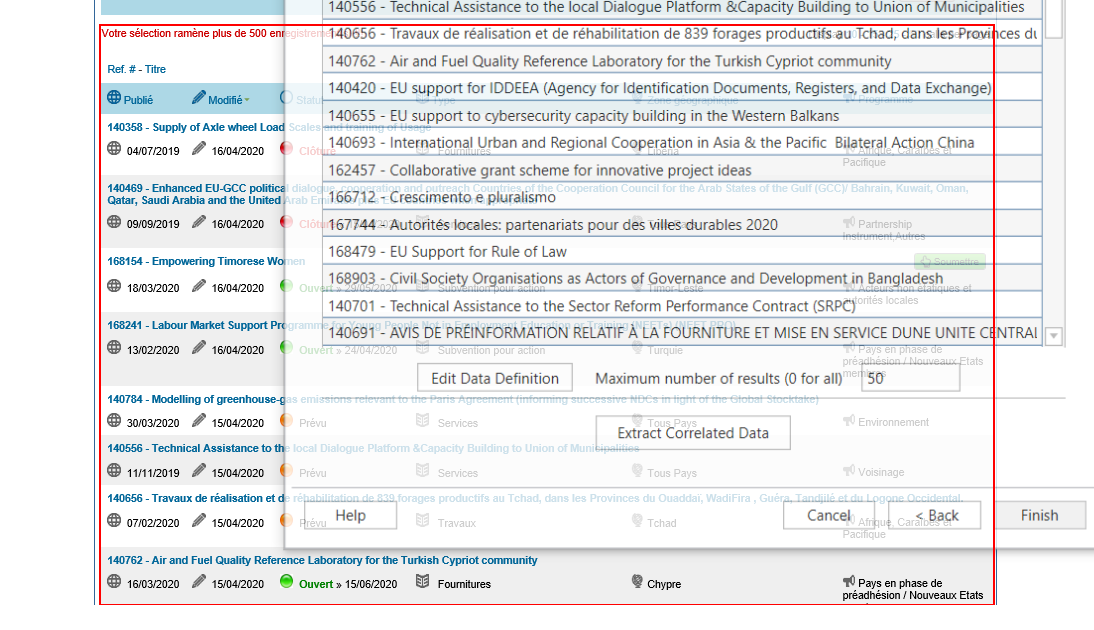 140556 - Technical Assistance to the local Dialogue Platform &Capacity Building to Union of Municipalities
140656 - Travaux de réalisation et de réhabilitation de 839 forages productifs au Tchad, dans les Provinces du
140762 - Air and Fuel Quality Reference Laboratory for the Turkish Cypriot community
140420 - EU support for IDDEEA (Agency for Identification Documents, Registers, and Data Exchange)
140655 - EU support to cybersecurity capacity building in the Western Balkans
140693 - International Urban and Regional Cooperation in Asia & the Pacific  Bilateral Action China
162457 - Collaborative grant scheme for innovative project ideas
166712 - Crescimento e pluralismo
167744 - Autorités locales: partenariats pour des villes durables 2020
168479 - EU Support for Rule of Law
168903 - Civil Society Organisations as Actors of Governance and Development in Bangladesh
140701 - Technical Assistance to the Sector Reform Performance Contract (SRPC)
140691 - AVIS DE PRÉINFORMATION RELATIF À LA FOURNITURE ET MISE EN SERVICE DUNE UNITE CENTRAL
Edit Data Definition Maximum number of results (0 for all) 50
Extract Correlated Data
Help Cancel < Back Finish
Votre sélection ramène plus de 500 enregistrements
Ref. # - Titre
Publié Modifié Statut Type Zone géographique Programme
140358 - Supply of Axle wheel Load Scales and training of Usage
04/07/2019 16/04/2020 Clôturé Fournitures Liberia Afrique, Caraïbes et
Pacifique
140469 - Enhanced EU-GCC political dialogue, cooperation and outreach Countries of the Cooperation Council for the Arab States of the Gulf (GCC)/ Bahrain, Kuwait, Oman,
Qatar, Saudi Arabia and the United Arab Emirates
09/09/2019 16/04/2020 Clôturé Partnership
Instrument,Autres
168154 - Empowering Timorese Women
Soumettre
18/03/2020 16/04/2020 Ouvert » 29/05/2020 Subvention pour action Timor-Leste Acteurs non étatiques et
autorités locales
168241 - Labour Market Support Programme for Young People Not in Employment Education or Training (NEETs) (NEET PRO)
13/02/2020 16/04/2020 Ouvert » 24/04/2020 Subvention pour action Turquie Pays en phase de
préadhésion / Nouveaux Etats
membres
140784 - Modelling of greenhouse-gas emissions relevant to the Paris Agreement (informing successive NDCs in light of the Global Stocktake)
30/03/2020 15/04/2020 Prévu Services Tous Pays Environnement
140556 - Technical Assistance to the local Dialogue Platform &Capacity Building to Union of Municipalities
11/11/2019 15/04/2020 Prévu Services Tous Pays Voisinage
140656 - Travaux de réalisation et de réhabilitation de 839 forages productifs au Tchad, dans les Provinces du Ouaddaï, WadiFira , Guéra, Tandjilé et du Logone Occidental.
07/02/2020 15/04/2020 Prévu Travaux Tchad Afrique, Caraïbes et
Pacifique
140762 - Air and Fuel Quality Reference Laboratory for the Turkish Cypriot community
16/03/2020 15/04/2020 Ouvert » 15/06/2020 Fournitures Chypre Pays en phase de
préadhésion / Nouveaux Etats